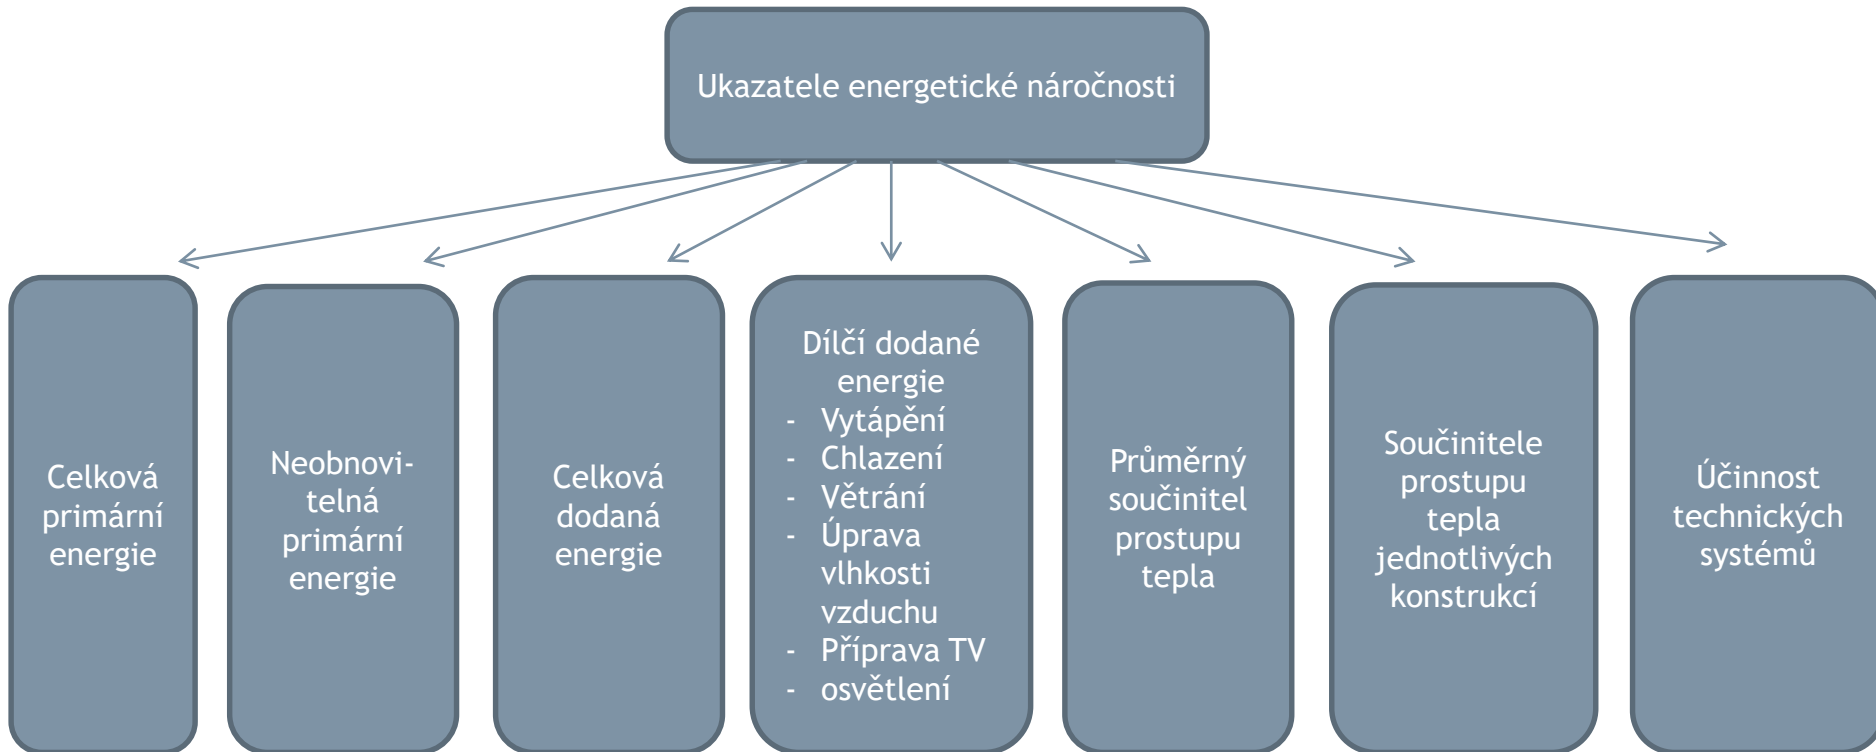 Ukazatele energetické náročnosti
Celková
primární
energie
Neobnovi-
telná
primární
energie
Celková
dodaná
energie
Dílčí dodané
energie
- Vytápění
- Chlazení
- Větrání
- Úprava
vlhkosti
vzduchu
- Příprava TV
- osvětlení
Průměrný
součinitel
prostupu
tepla
Součinitele
prostupu
tepla
jednotlivých
konstrukcí
Účinnost
technických
systémů